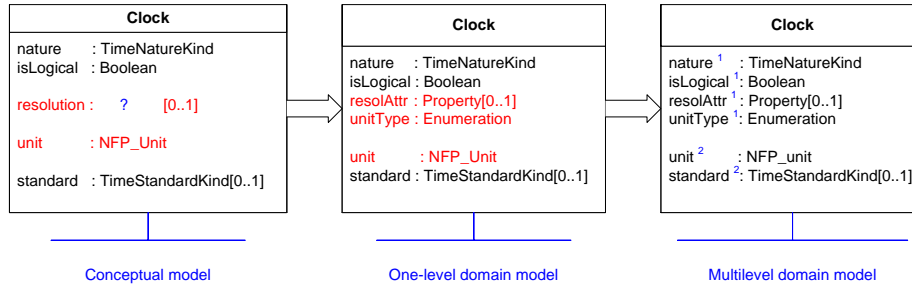 Clock
nature : TimeNatureKind
isLogical : Boolean
resolution : ? [0..1]
unit : NFP_Unit
standard : TimeStandardKind[0..1]
Conceptual model
Clock
nature : TimeNatureKind
isLogical : Boolean
resolAttr : Property[0..1]
unitType : Enumeration
unit : NFP_Unit
standard : TimeStandardKind[0..1]
One-level domain model
Clock
nature 1 : TimeNatureKind
isLogical 1: Boolean
resolAttr 1: Property[0..1]
unitType 1: Enumeration
unit 2 : NFP_unit
standard 2: TimeStandardKind[0..1]
Multilevel domain model